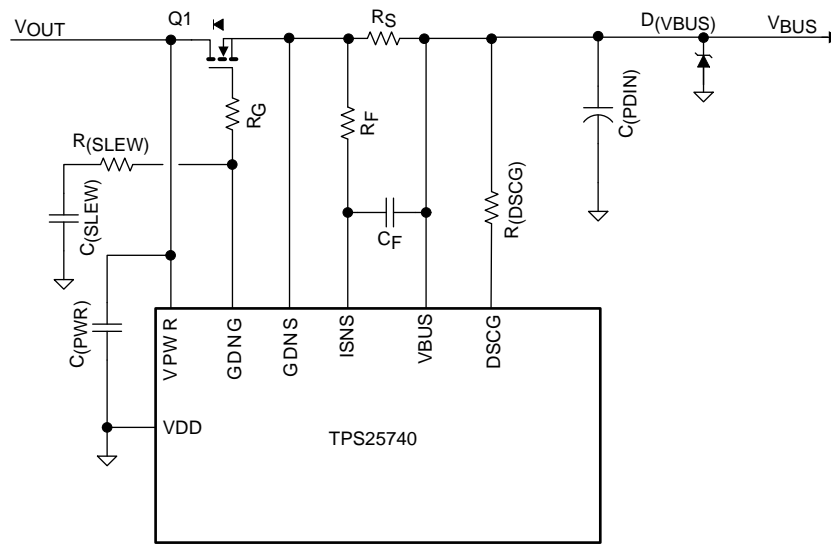 VOUT
Q1
RS
D(VBUS)
VBUS
RG
RF
C(PDIN)
R(SLEW)
C(SLEW)
CF
R(DSCG)
C(PWR)
VPWR
GDNG
GDNS
ISNS
VBUS
DSCG
VDD
TPS25740